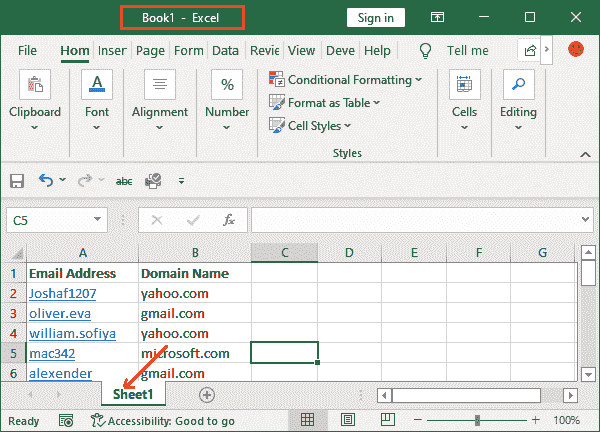 Book1 - Excel
Sign in
File Hom Inser Page Form Data Revie View Deve Help Tell me
Conditional Formatting
Format as Table
Cell Styles
Clipboard Font Alignment Number Cells Editing
Styles
abc
C5 fx
A B C D E F G
1 Email Address Domain Name
2 Joshaf1207 yahoo.com
3 oliver.eva gmail.com
4 william.sofiya yahoo.com
5 mac342 microsoft.com
6 alexender gmail.com
Sheet1
Ready Accessibility: Good to go 100%